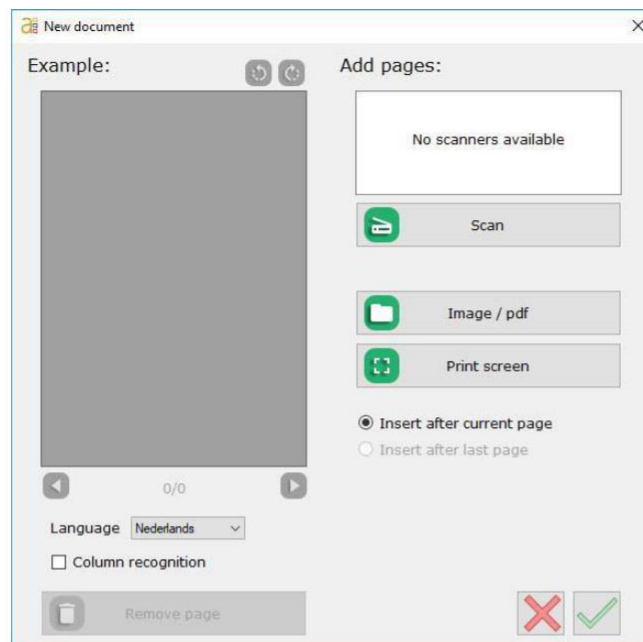 New document
Example:
Add pages:
No scanners available
Scan
Image / pdf
Print screen
Insert after current page
Insert after last page
0/0
Language Nederlands
Column recognition
Remove page